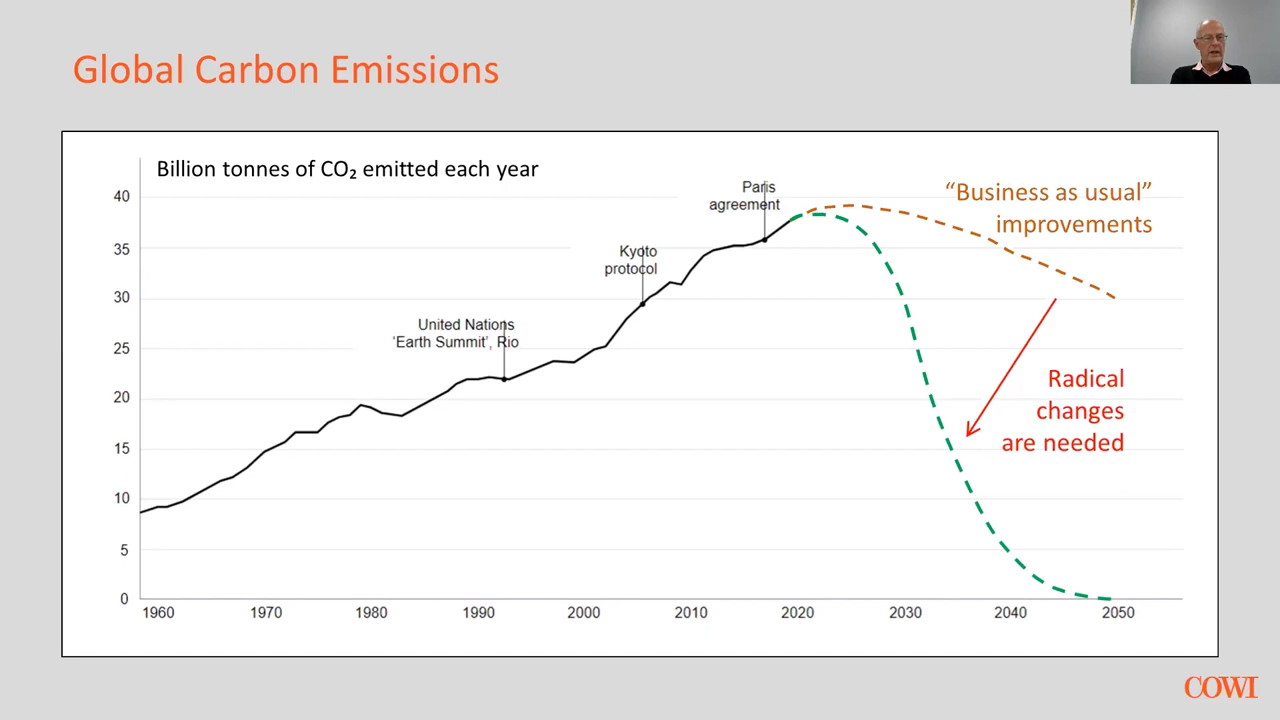 Global Carbon Emissions
Billion tonnes of CO₂ emitted each year
40
35
30
25
20
15
10
5
0
1960
1970
1980
1990
2000
2010
2020
2030
2040
2050
United Nations
‘Earth Summit’, Rio
Kyoto
protocol
Paris
agreement
“Business as usual”
improvements
Radical
changes
are needed
COWI